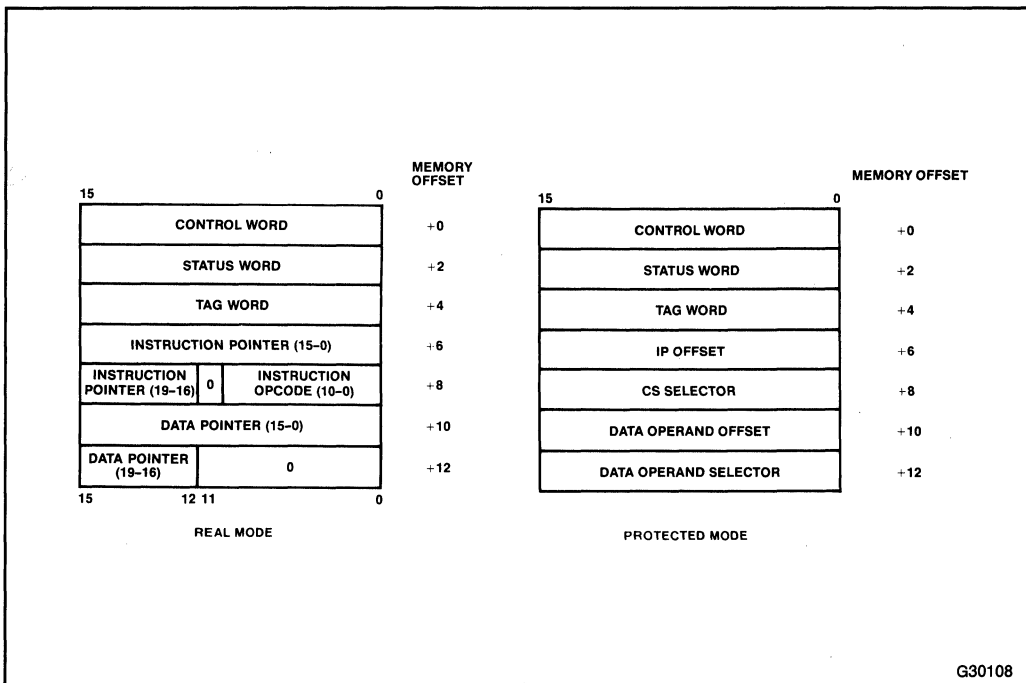 MEMORY
OFFSET
15 0
CONTROL WORD +0
STATUS WORD +2
TAG WORD +4
INSTRUCTION POINTER (15–0) +6
INSTRUCTION
POINTER (19–16)
0
INSTRUCTION
OPCODE (10–0)
+8
DATA POINTER (15–0) +10
DATA POINTER
(19–16)
0
+12
15 12 11 0
REAL MODE
MEMORY OFFSET
15 0
CONTROL WORD +0
STATUS WORD +2
TAG WORD +4
IP OFFSET +6
CS SELECTOR +8
DATA OPERAND OFFSET +10
DATA OPERAND SELECTOR +12
PROTECTED MODE
G30108